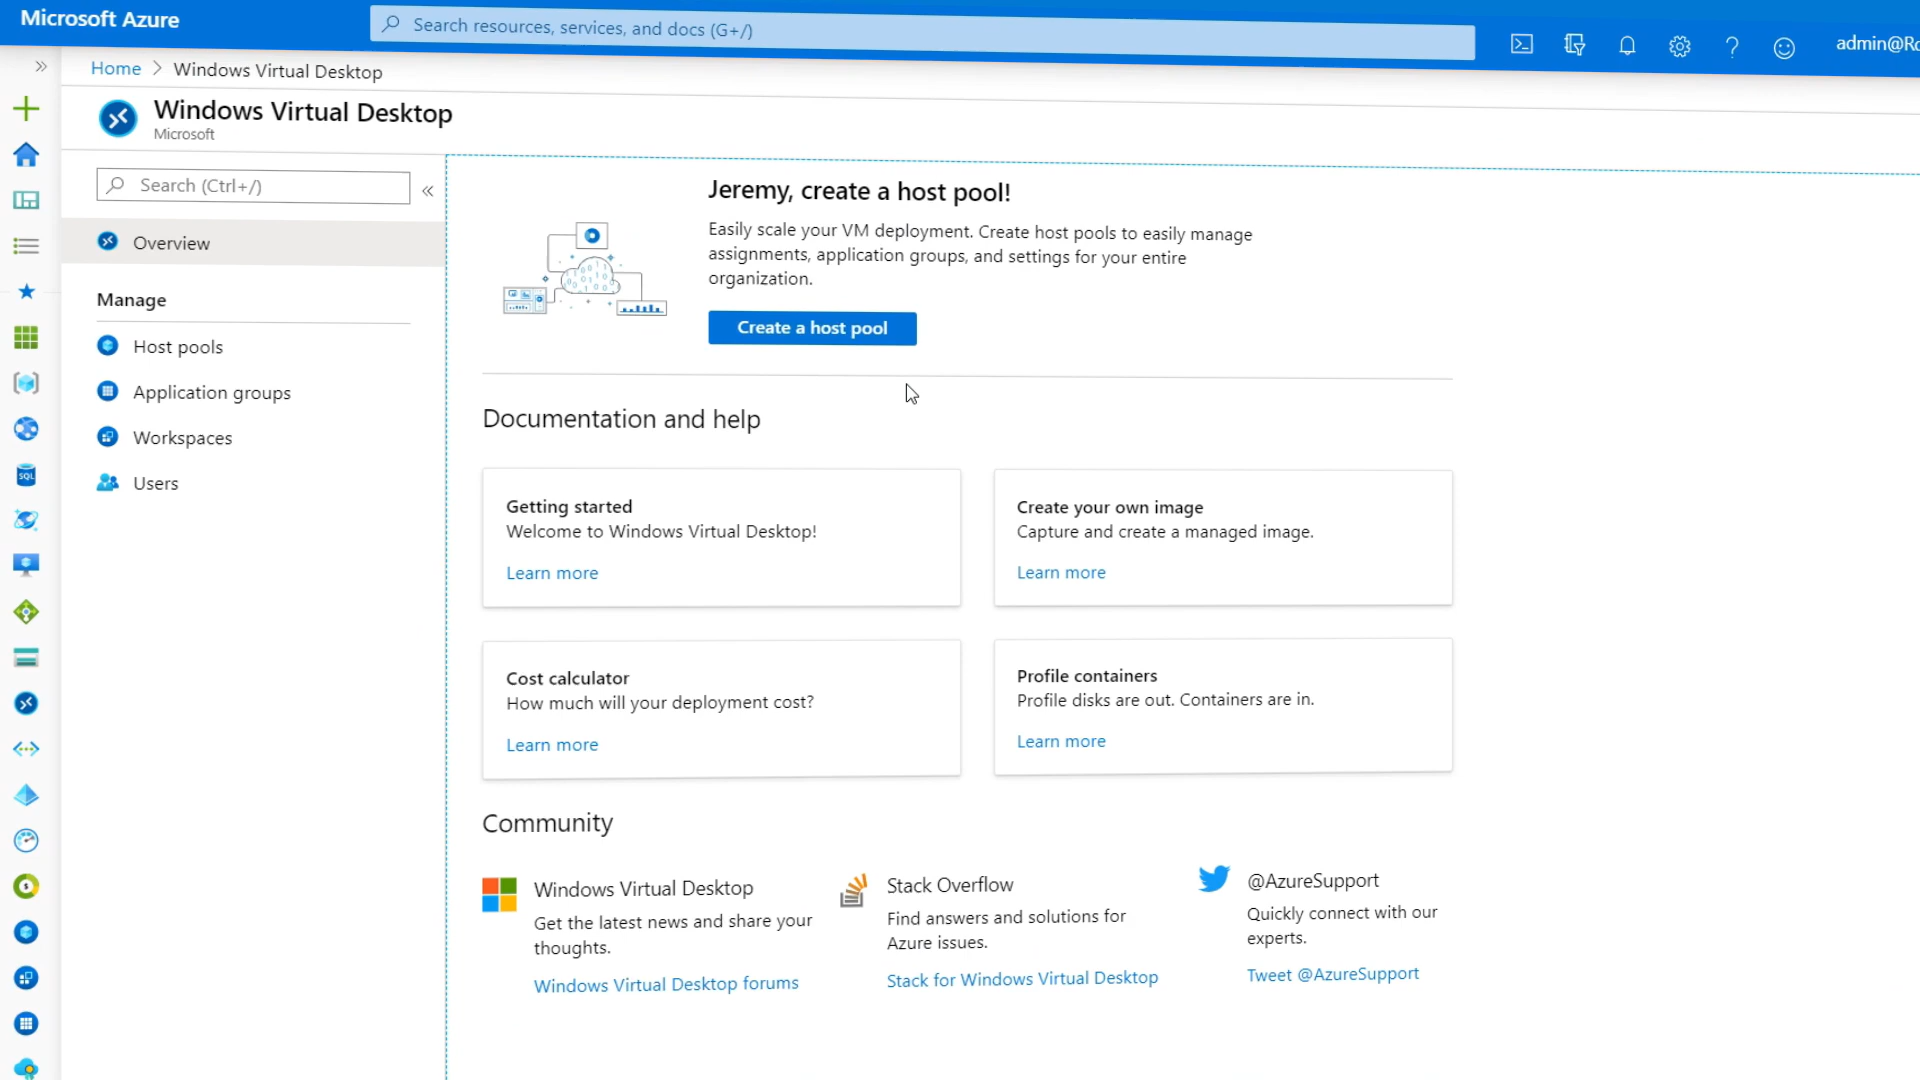 Microsoft Azure
Search resources, services, and docs (G+/)
Home > Windows Virtual Desktop
Windows Virtual Desktop
Microsoft
Search (Ctrl+/)
Overview
Manage
Host pools
Application groups
Workspaces
Users
Jeremy, create a host pool!
Easily scale your VM deployment. Create host pools to easily manage
assignments, application groups, and settings for your entire
organization.
Create a host pool
Documentation and help
Getting started
Welcome to Windows Virtual Desktop!
Learn more
Create your own image
Capture and create a managed image.
Learn more
Cost calculator
How much will your deployment cost?
Learn more
Profile containers
Profile disks are out. Containers are in.
Learn more
Community
Windows Virtual Desktop
Get the latest news and share your
thoughts.
Windows Virtual Desktop forums
Stack Overflow
Find answers and solutions for
Azure issues.
Stack for Windows Virtual Desktop
@AzureSupport
Quickly connect with our
experts.
Tweet @AzureSupport
SQL